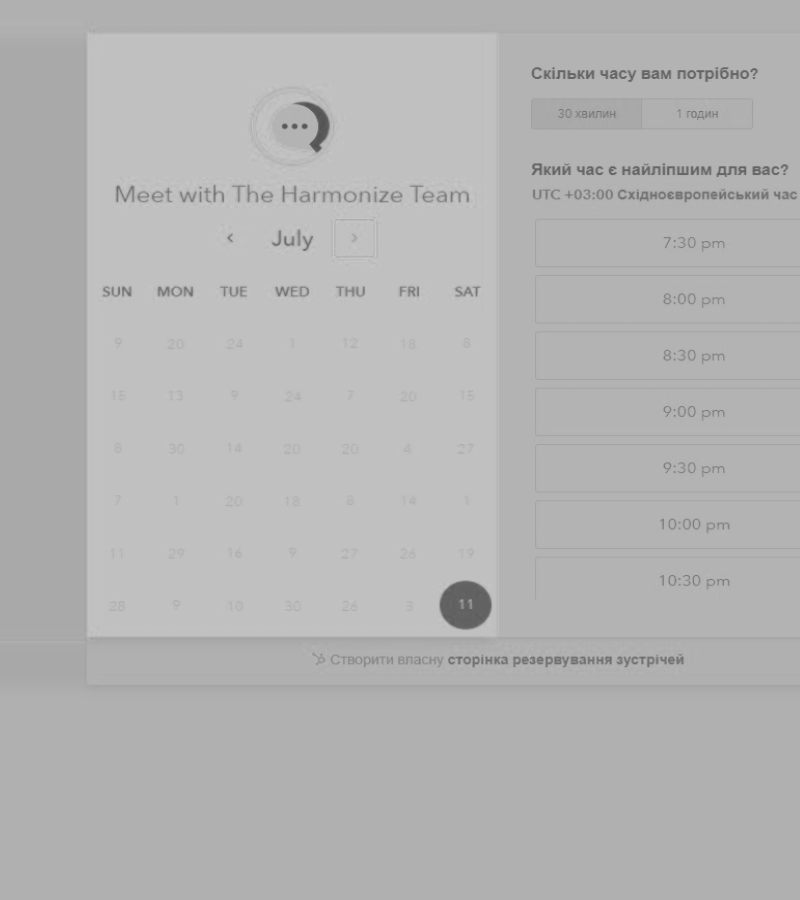 Meet with The Harmonize Team
July
SUN MON TUE WED THU FRI SAT
9 20 24 1 12 18 8
15 13 9 24 7 20 15
8 30 14 20 20 4 27
7 1 20 18 8 14 1
11 29 16 9 27 26 19
28 9 18 30 26 3 11
Скільки часу вам потрібно?
30 хвилин 1 годин
Який час є найліпшим для вас?
UTC +03:00 Східноєвропейський час
7:30 pm
8:00 pm
8:30 pm
9:00 pm
9:30 pm
10:00 pm
10:30 pm
Створити власну сторінка резервування зустрічей